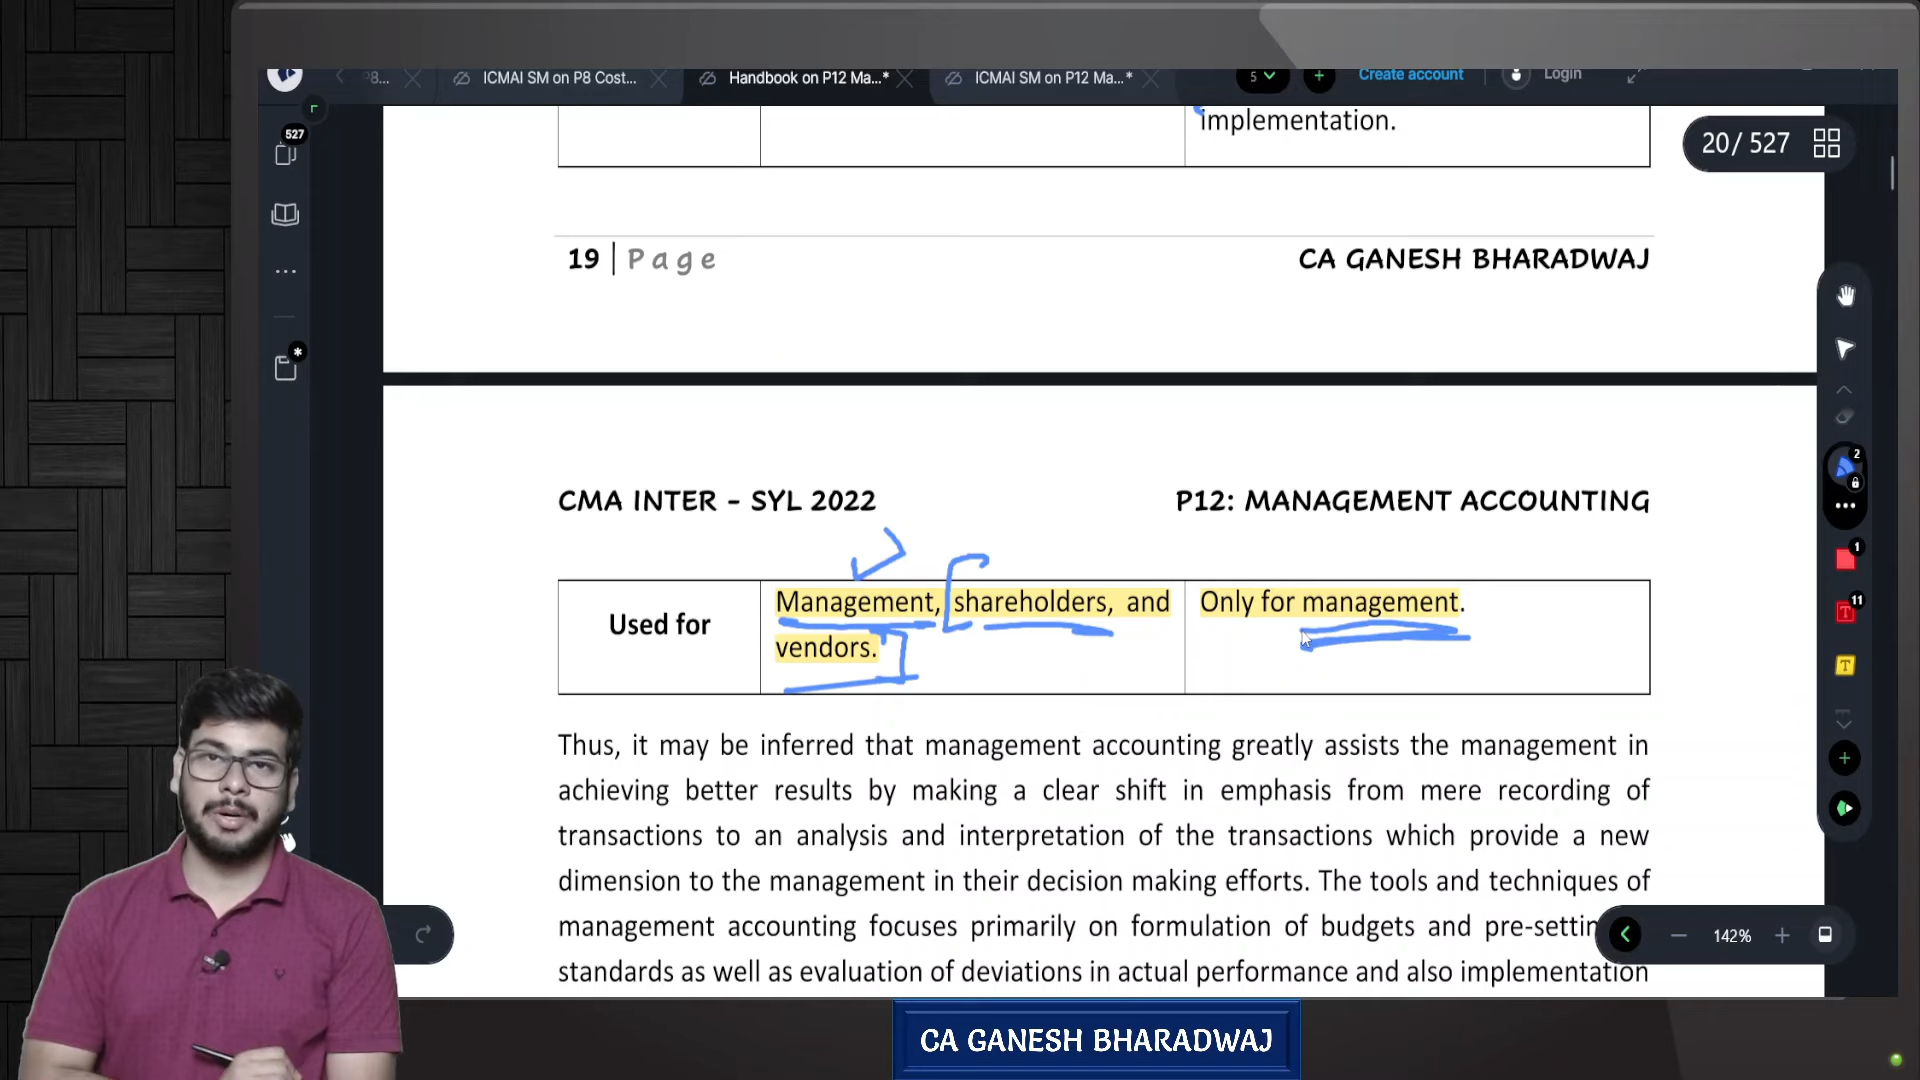 P8...
ICMAI SM on P8 Cost...
Handbook on P12 Ma...*
ICMAI SM on P12 Ma...*
5
Create account
Login
527
implementation.
20/ 527
19 | Page
CA GANESH BHARADWAJ
CMA INTER - SYL 2022
P12: MANAGEMENT ACCOUNTING
Used for
Management, shareholders, and
vendors.
Only for management.
Thus, it may be inferred that management accounting greatly assists the management in
achieving better results by making a clear shift in emphasis from mere recording of
transactions to an analysis and interpretation of the transactions which provide a new
dimension to the management in their decision making efforts. The tools and techniques of
management accounting focuses primarily on formulation of budgets and pre-settin
standards as well as evaluation of deviations in actual performance and also implementation
2
1
11
T
T
142%
CA GANESH BHARADWAJ